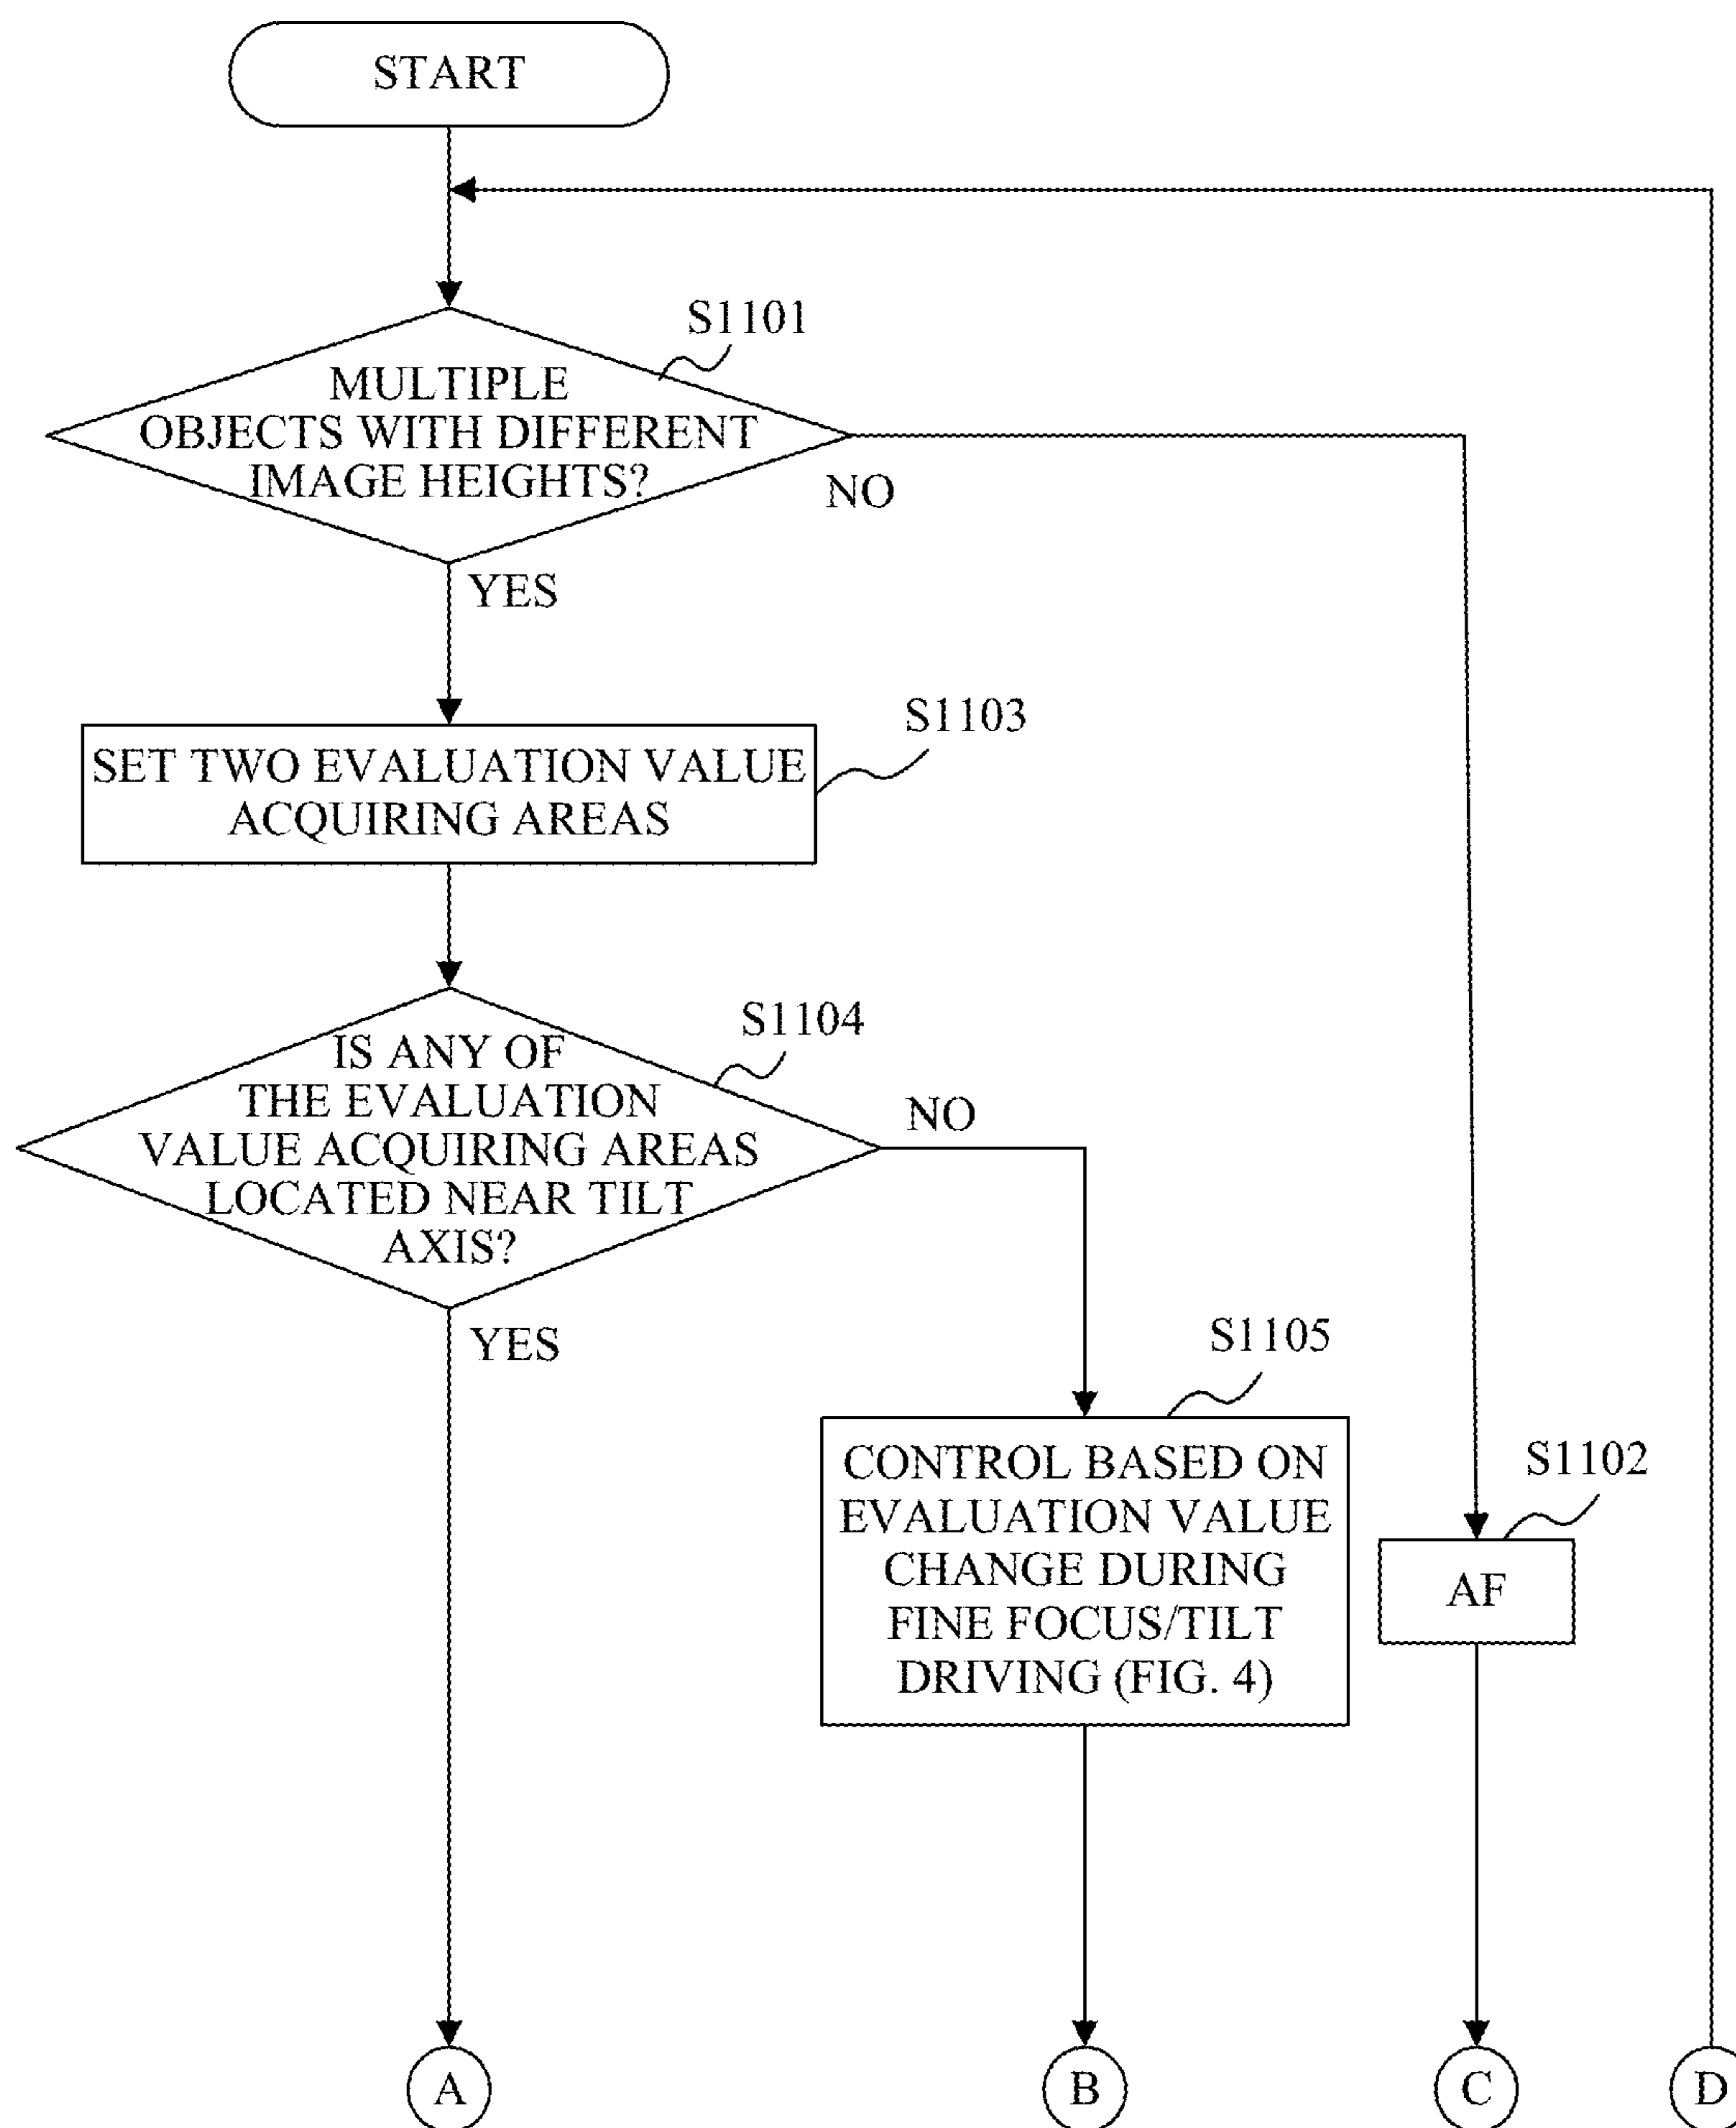 START
S1101
MULTIPLE
OBJECTS WITH DIFFERENT
IMAGE HEIGHTS?
NO
YES
S1103
SET TWO EVALUATION VALUE
ACQUIRING AREAS
S1104
IS ANY OF
THE EVALUATION
VALUE ACQUIRING AREAS
LOCATED NEAR TILT
AXIS?
NO
YES
S1105
CONTROL BASED ON
EVALUATION VALUE
CHANGE DURING
FINE FOCUS/TILT
DRIVING (FIG. 4)
S1102
AF
A
B
C
D